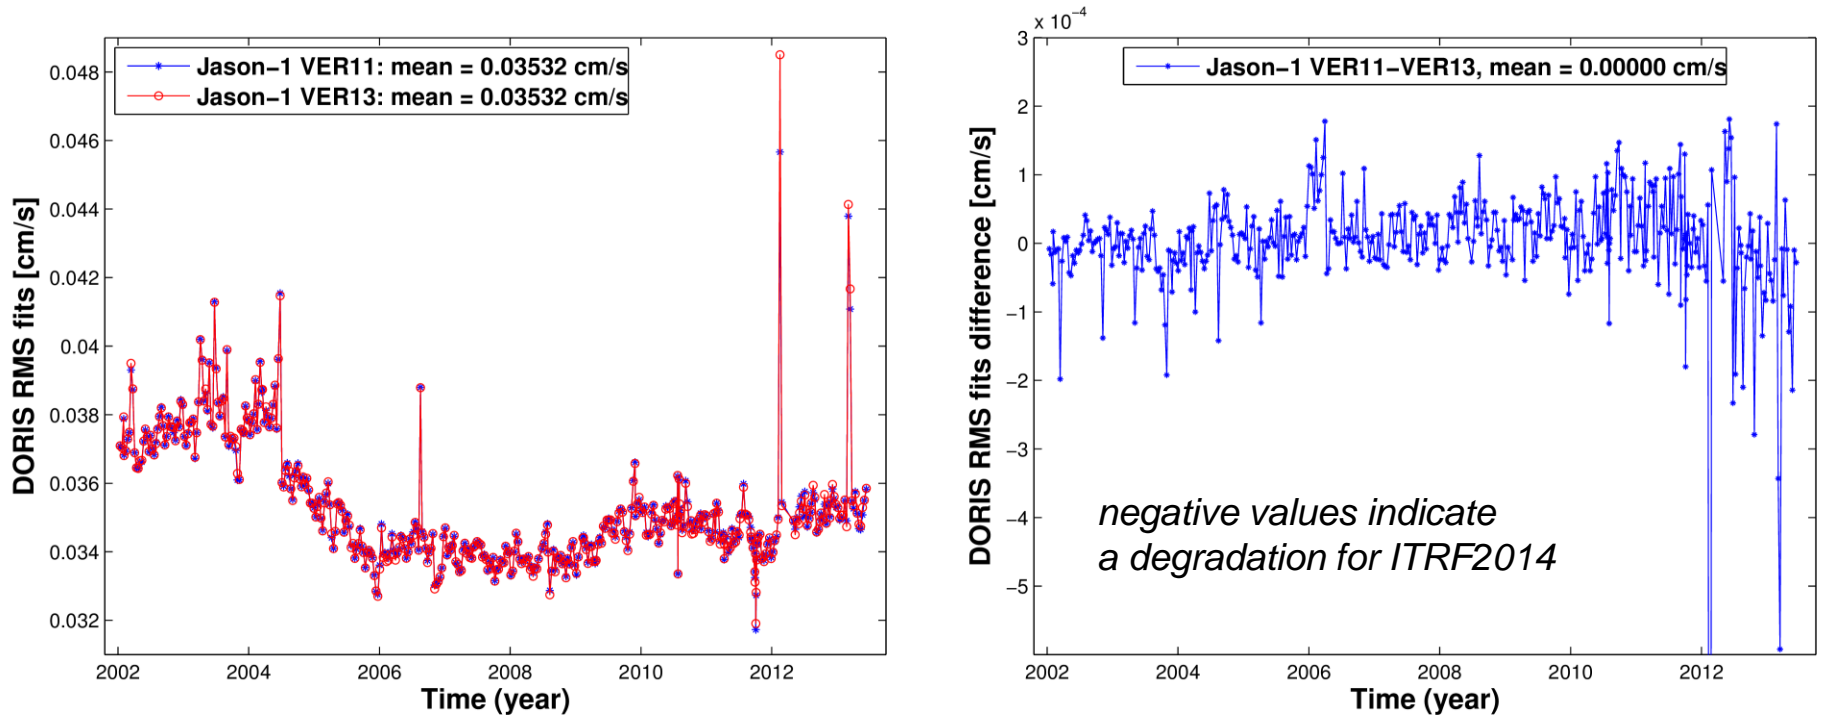 Jason−1 VER11: mean = 0.03532 cm/s
Jason−1 VER13: mean = 0.03532 cm/s
DORIS RMS fits [cm/s]
0.048
0.046
0.044
0.042
0.04
0.038
0.036
0.034
0.032
2002 2004 2006 2008 2010 2012
Time (year)
x 10⁻⁴
Jason−1 VER11−VER13, mean = 0.00000 cm/s
DORIS RMS fits difference [cm/s]
3
2
1
0
−1
−2
−3
−4
−5
negative values indicate
a degradation for ITRF2014
2002 2004 2006 2008 2010 2012
Time (year)